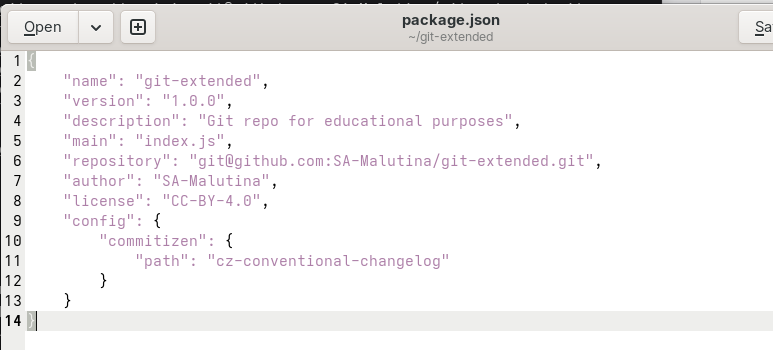 Open
package.json
~/git-extended
1 {
2 "name": "git-extended",
3 "version": "1.0.0",
4 "description": "Git repo for educational purposes",
5 "main": "index.js",
6 "repository": "git@github.com:SA-Malutina/git-extended.git",
7 "author": "SA-Malutina",
8 "license": "CC-BY-4.0",
9 "config": {
10 "commitizen": {
11 "path": "cz-conventional-changelog"
12 }
13 }
14 }